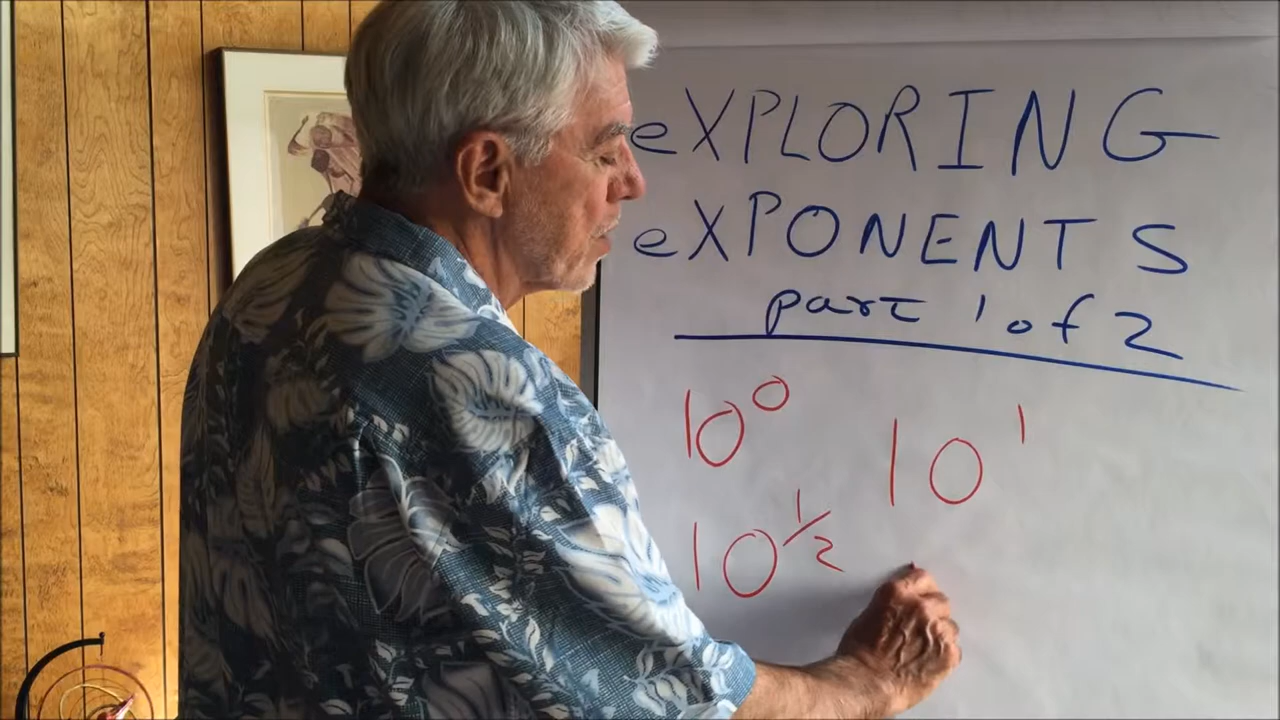 eXPLORING
eXPONENTS
part 1 of 2
10⁰ 10¹
10^1/2